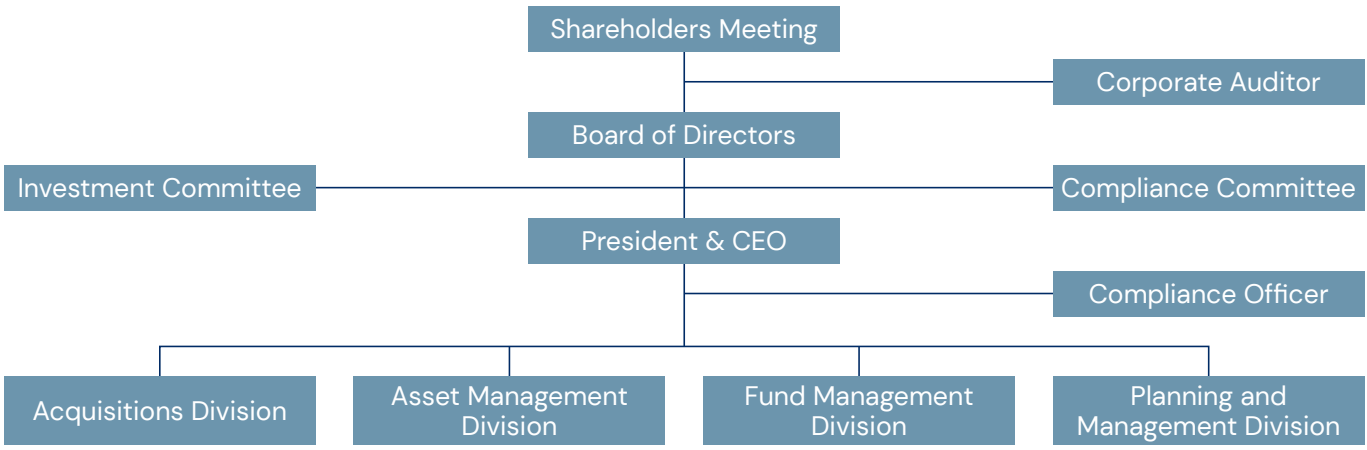 Shareholders Meeting
Corporate Auditor
Board of Directors
Investment Committee
Compliance Committee
President & CEO
Compliance Officer
Acquisitions Division
Asset Management
Division
Fund Management
Division
Planning and
Management Division